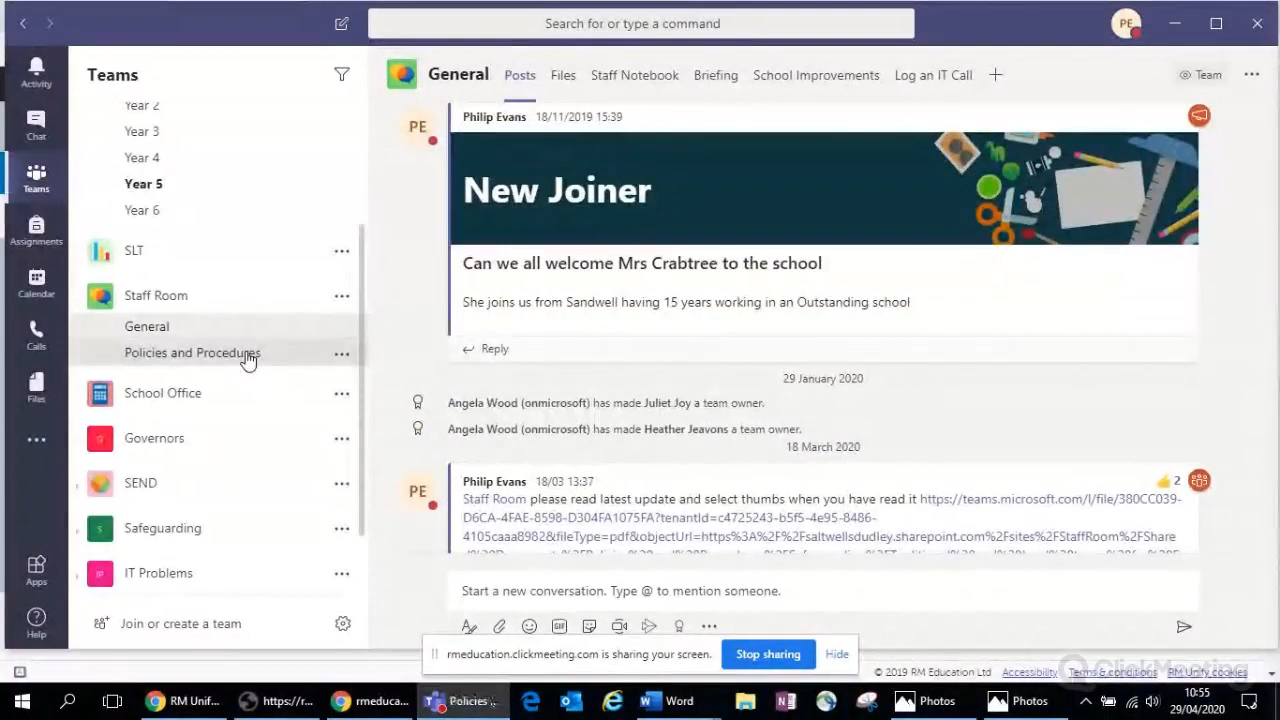 Search for or type a command
PE
Activity
Chat
Teams
Assignments
Calendar
Calls
Files
Apps
Help
Teams
Year 2
Year 3
Year 4
Year 5
Year 6
SLT
Staff Room
General
Policies and Procedures
School Office
Governors
SEND
Safeguarding
IT Problems
Join or create a team
General Posts Files Staff Notebook Briefing School Improvements Log an IT Call
Team
PE
Philip Evans 18/11/2019 15:39
New Joiner
Can we all welcome Mrs Crabtree to the school
She joins us from Sandwell having 15 years working in an Outstanding school
Reply
29 January 2020
Angela Wood (onmicrosoft) has made Juliet Joy a team owner.
Angela Wood (onmicrosoft) has made Heather Jeavons a team owner.
18 March 2020
PE
Philip Evans 18/03 13:37
2
Staff Room please read latest update and select thumbs when you have read it https://teams.microsoft.com/l/file/380CC039-
D6CA-4FAE-8598-D304FA1075FA?tenantId=c4725243-b5f5-4e95-8486-
4105caaa8982&fileType=pdf&objectUrl=https%3A%2F%2Fsaltwellsdudley.sharepoint.com%2Fsites%2FStaffRoom%2FShare
Start a new conversation. Type @ to mention someone.
GIF
rmeducation.clickmeeting.com is sharing your screen.
Stop sharing
Hide
© 2019 RM Education Ltd Accessibility Terms & conditions RM Unify cookies
ClickMeeting
RM Unif...
https://r...
rmeduca...
Policies ...
Word
Photos
Photos
10:55
29/04/2020